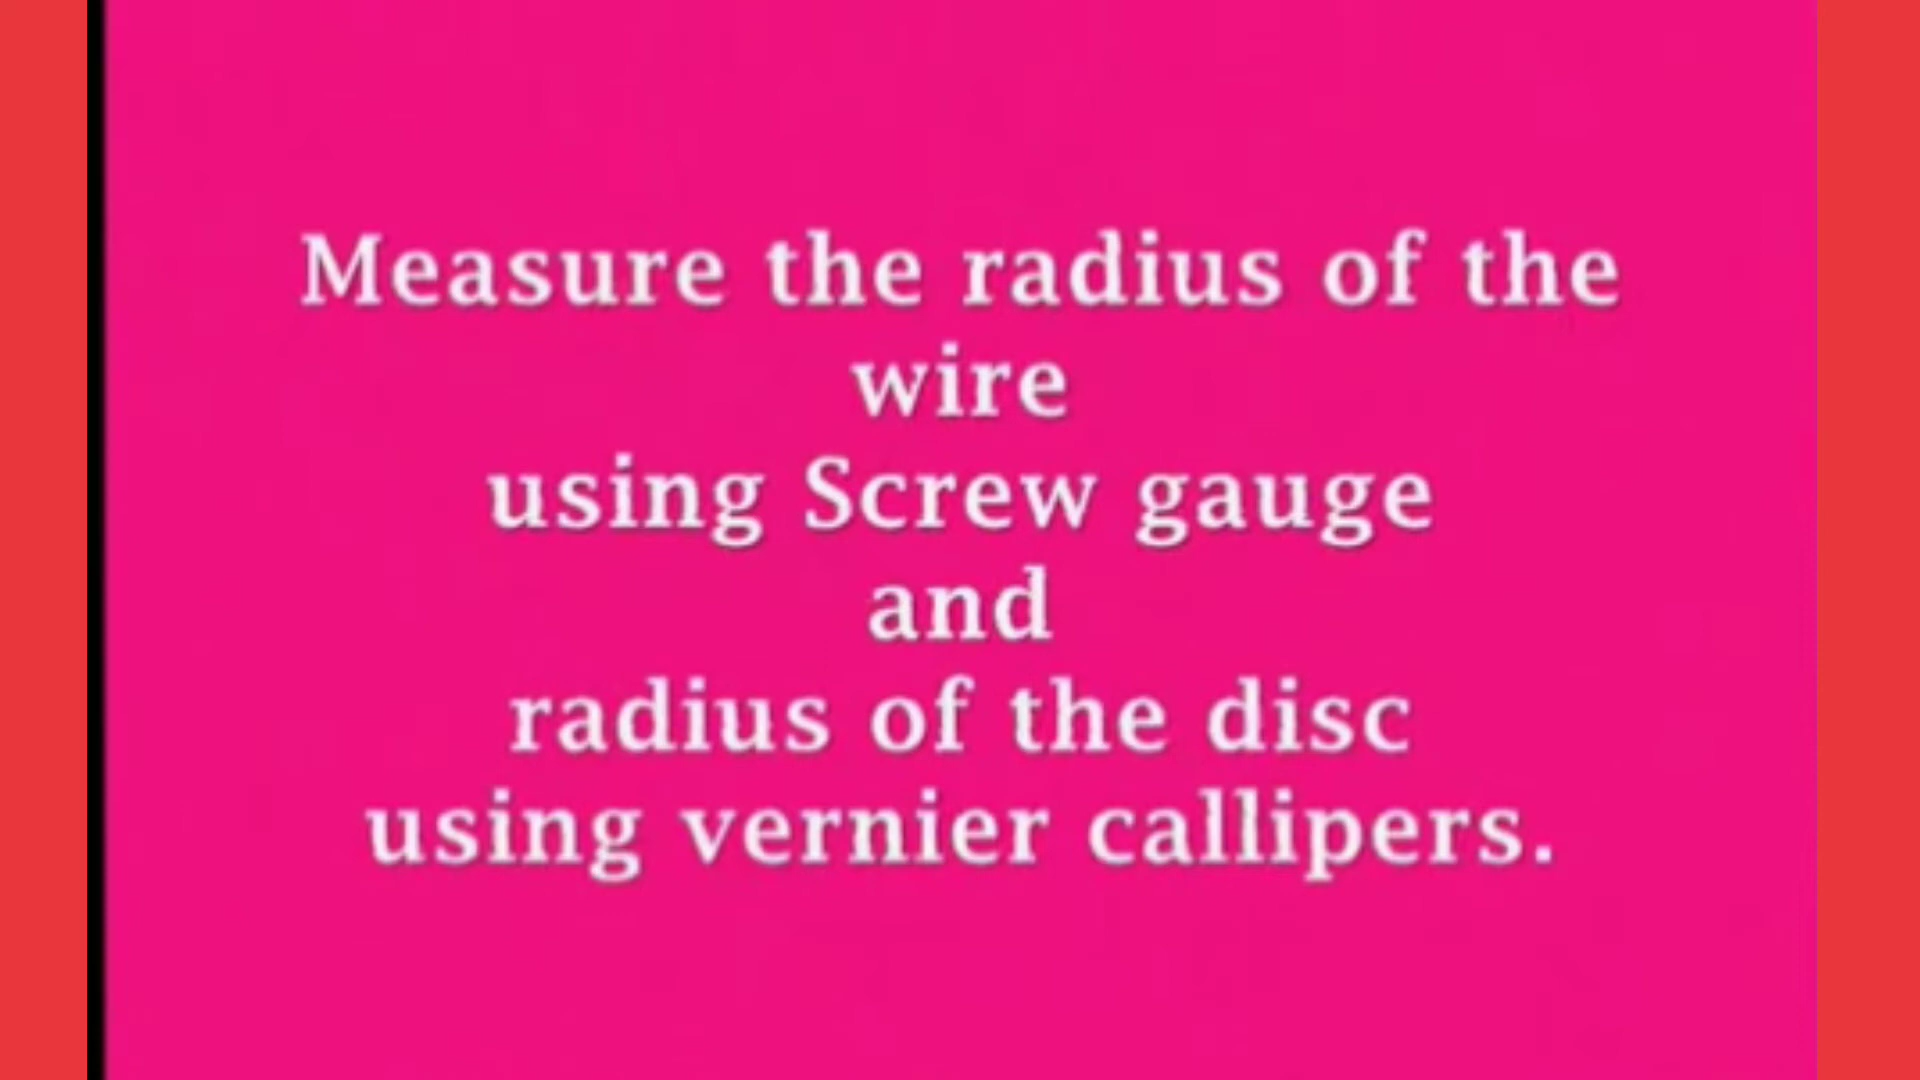 Measure the radius of the
wire
using Screw gauge
and
radius of the disc
using vernier callipers.